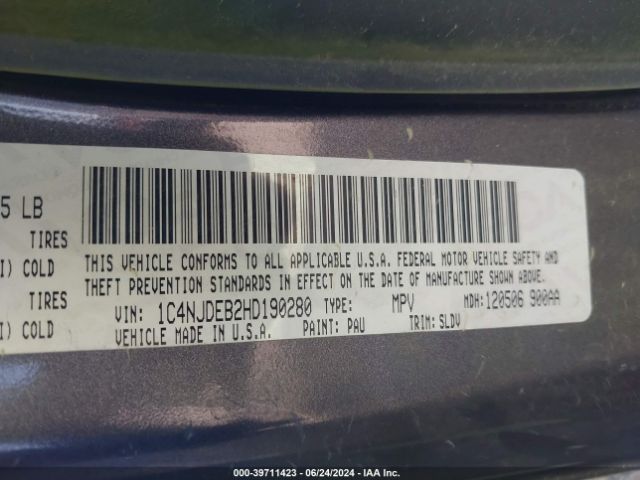 5 LB
TIRES
I) COLD
TIRES
I) COLD
THIS VEHICLE CONFORMS TO ALL APPLICABLE U.S.A. FEDERAL MOTOR VEHICLE SAFETY AND
THEFT PREVENTION STANDARDS IN EFFECT ON THE DATE OF MANUFACTURE SHOWN ABOVE.
VIN: 1C4NJDEB2HD190280 TYPE: MPV MDH: 120506 900AA
VEHICLE MADE IN U.S.A. PAINT: PAU TRIM: SLDV
000-39711423 - 06/24/2024 - IAA Inc.